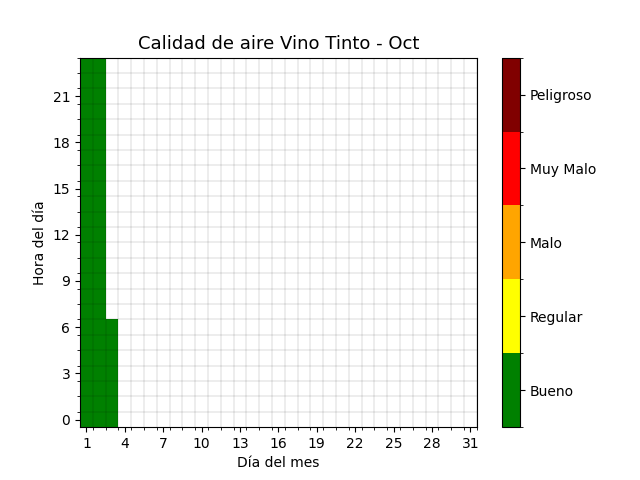 Calidad de aire Vino Tinto - Oct
21
18
15
12
9
6
3
0
Hora del día
1 4 7 10 13 16 19 22 25 28 31
Día del mes
Peligroso
Muy Malo
Malo
Regular
Bueno